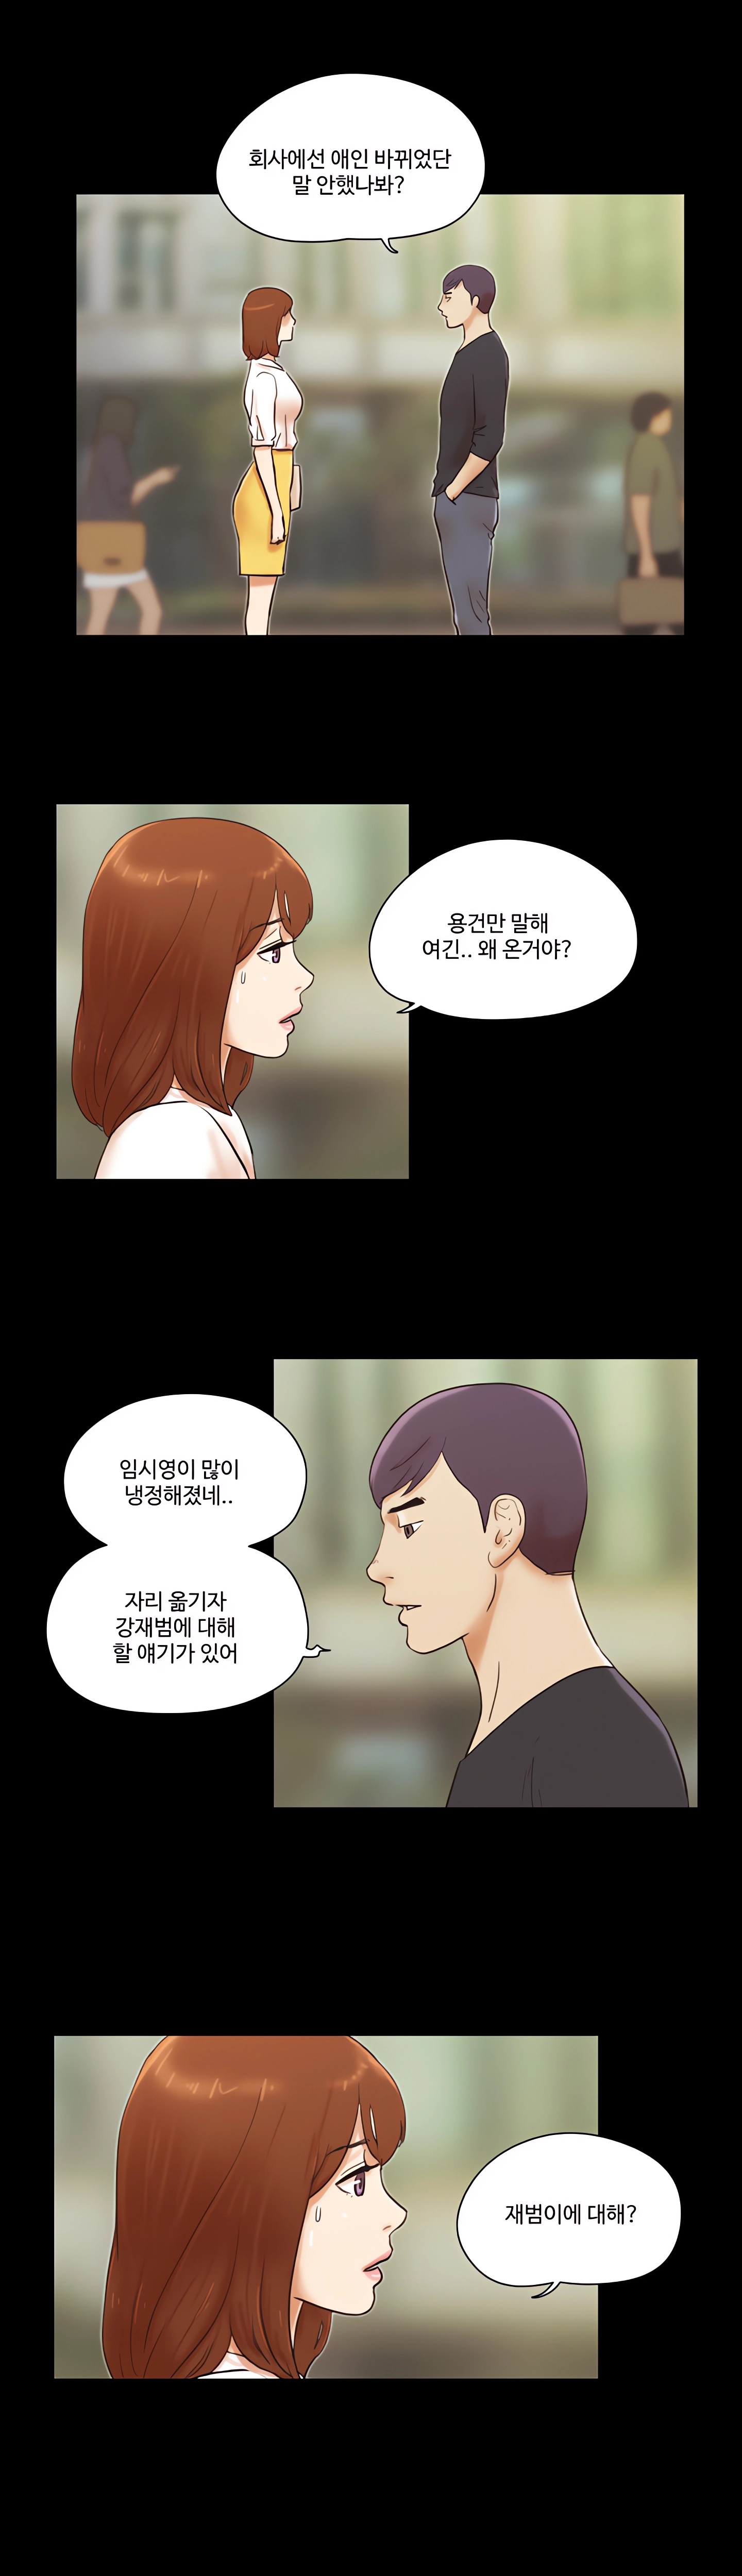 회사에선 애인 바뀌었단
말 안했나봐?
용건만 말해
여긴.. 왜 온거야?
임시영이 많이
냉정해졌네..
자리 옮기자
강재범에 대해
할 얘기가 있어
재범이에 대해?